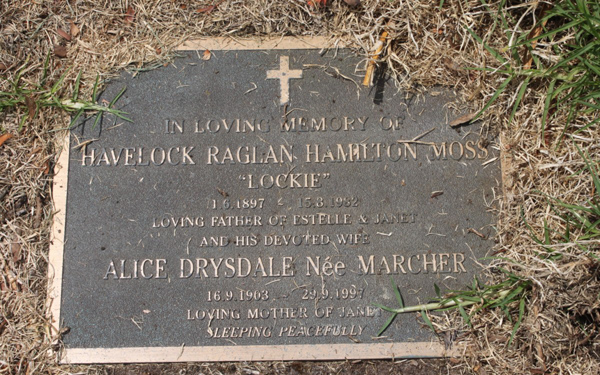 IN LOVING MEMORY OF
HAVELOCK RAGLAN HAMILTON MOSS
"LOCKIE"
1.6.1897 - 15.3.1982
LOVING FATHER OF ESTELLE & JANET
AND HIS DEVOTED WIFE
ALICE DRYSDALE Née MARCHER
16.9.1903 - 29.9.1997
LOVING MOTHER OF JANET
SLEEPING PEACEFULLY